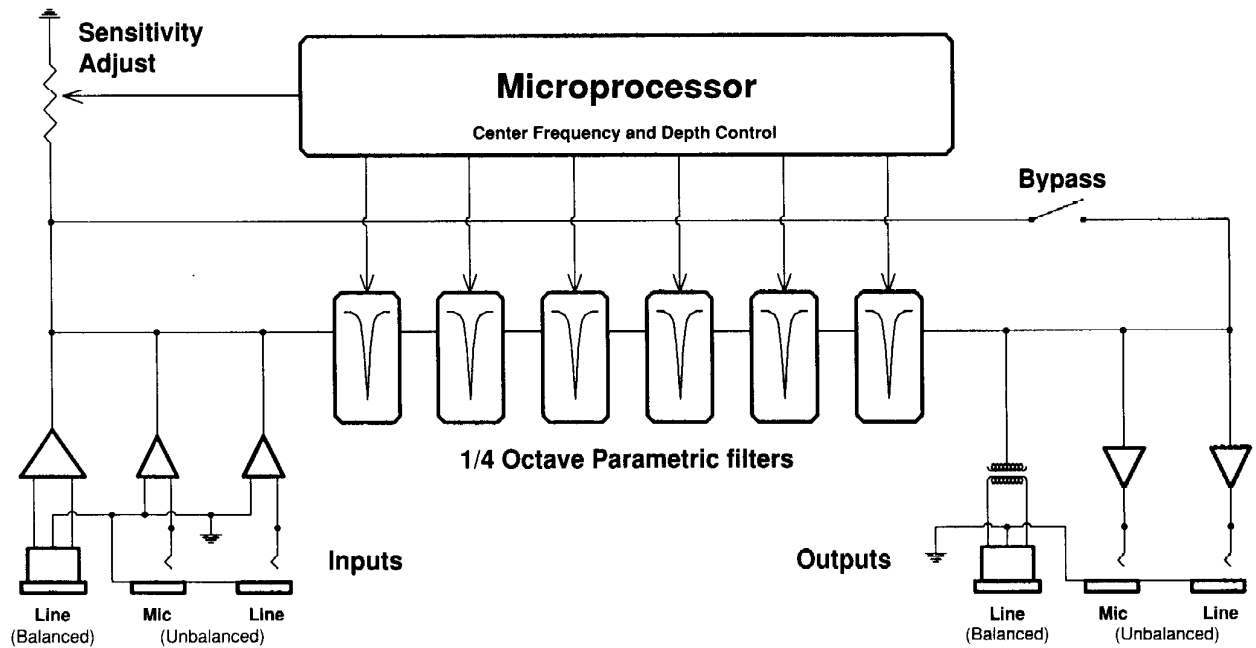 Sensitivity
Adjust
Microprocessor
Center Frequency and Depth Control
Bypass
1/4 Octave Parametric filters
Inputs
Outputs
Line
(Balanced)
Mic
Line
(Unbalanced)
Line
(Balanced)
Mic
Line
(Unbalanced)